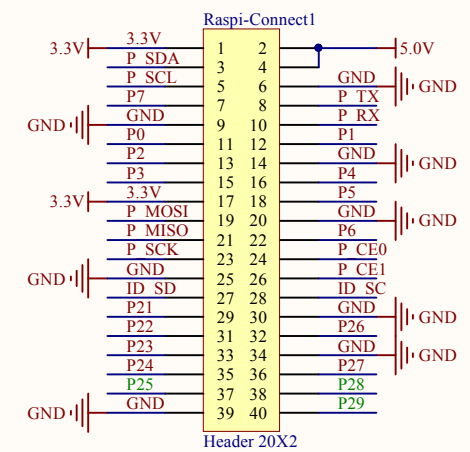 Raspi-Connect1
3.3V 3.3V 1 2 5.0V
P_SDA 3 4
P_SCL 5 6 GND GND
P7 7 8 P_TX
GND GND 9 10 P_RX
P0 11 12 P1
P2 13 14 GND GND
P3 15 16 P4
3.3V 3.3V 17 18 P5
P_MOSI 19 20 GND GND
P_MISO 21 22 P6
P_SCK 23 24 P_CE0
GND GND 25 26 P_CE1
ID_SD 27 28 ID_SC
P21 29 30 GND GND
P22 31 32 P26
P23 33 34 GND GND
P24 35 36 P27
P25 37 38 P28
GND GND 39 40 P29
Header 20X2